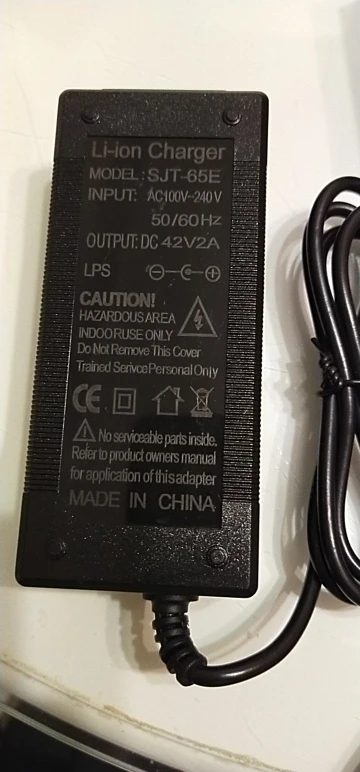 Li-ion Charger
MODEL: SJT-65E
INPUT: AC100V-240V
50/60Hz
OUTPUT: DC 42V2A
LPS
CAUTION!
HAZARDOUS AREA
INDOORUSE ONLY
Do Not Remove This Cover
Trained Serivce Personal Only
CE
No serviceable parts inside.
Refer to product owners manual
for application of this adapter
MADE IN CHINA